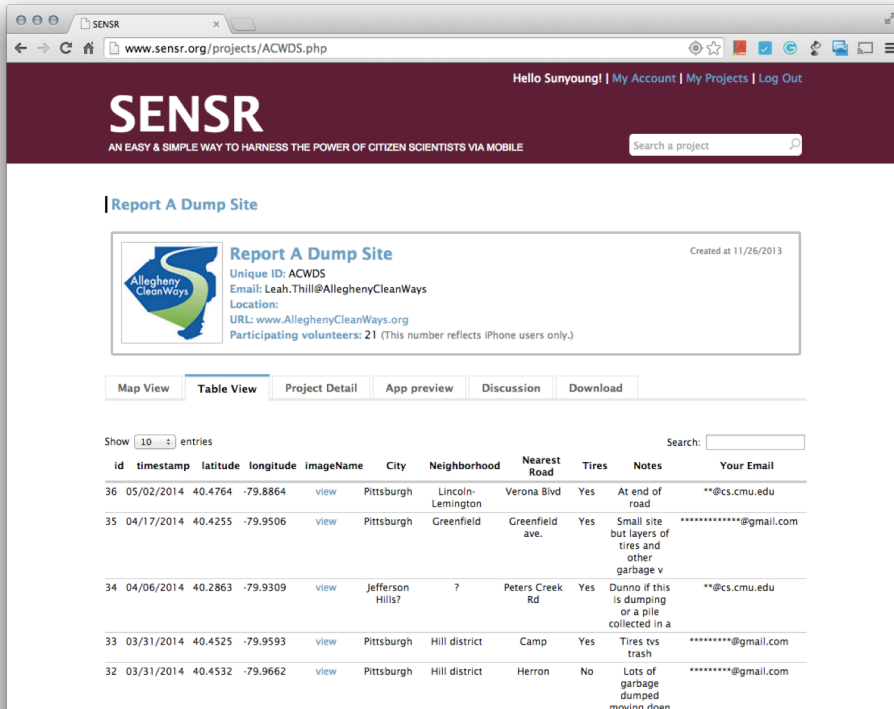 SENSR
www.sensr.org/projects/ACWDS.php
Hello Sunyoung! | My Account | My Projects | Log Out
SENSR
AN EASY & SIMPLE WAY TO HARNESS THE POWER OF CITIZEN SCIENTISTS VIA MOBILE
Search a project
Report A Dump Site
Allegheny
CleanWays
Report A Dump Site
Created at 11/26/2013
Unique ID: ACWDS
Email: Leah.Thill@AlleghenyCleanWays
Location:
URL: www.AlleghenyCleanWays.org
Participating volunteers: 21 (This number reflects iPhone users only.)
Map View Table View Project Detail App preview Discussion Download
Show 10 entries Search:
id timestamp latitude longitude imageName City Neighborhood Nearest Road Tires Notes Your Email
36 05/02/2014 40.4764 -79.8864 view Pittsburgh Lincoln- Verona Blvd Yes At end of **@cs.cmu.edu
Lemington road
35 04/17/2014 40.4255 -79.9506 view Pittsburgh Greenfield Greenfield Yes Small site *************@gmail.com
ave. but layers of
tires and
other
garbage v
34 04/06/2014 40.2863 -79.9309 view Jefferson ? Peters Creek Yes Dunno if this **@cs.cmu.edu
Hills? Rd is dumping
or a pile
collected in a
33 03/31/2014 40.4525 -79.9593 view Pittsburgh Hill district Camp Yes Tires tvs *********@gmail.com
trash
32 03/31/2014 40.4532 -79.9662 view Pittsburgh Hill district Herron No Lots of *********@gmail.com
garbage
dumped
moving doen